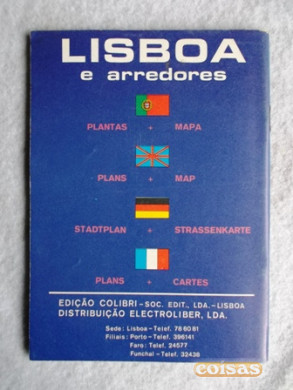 LISBOA
e arredores
PLANTAS + MAPA
PLANS + MAP
STADTPLAN + STRASSENKARTE
PLANS + CARTES
EDIÇÃO COLIBRI – SOC. EDIT., LDA. – LISBOA
DISTRIBUIÇÃO ELECTROLIBER, LDA.
Sede: Lisboa – Telef. 78 60 81
Filiais: Porto – Telef. 396141
Faro: Telef. 24577
Funchal – Telef. 32436
coisas